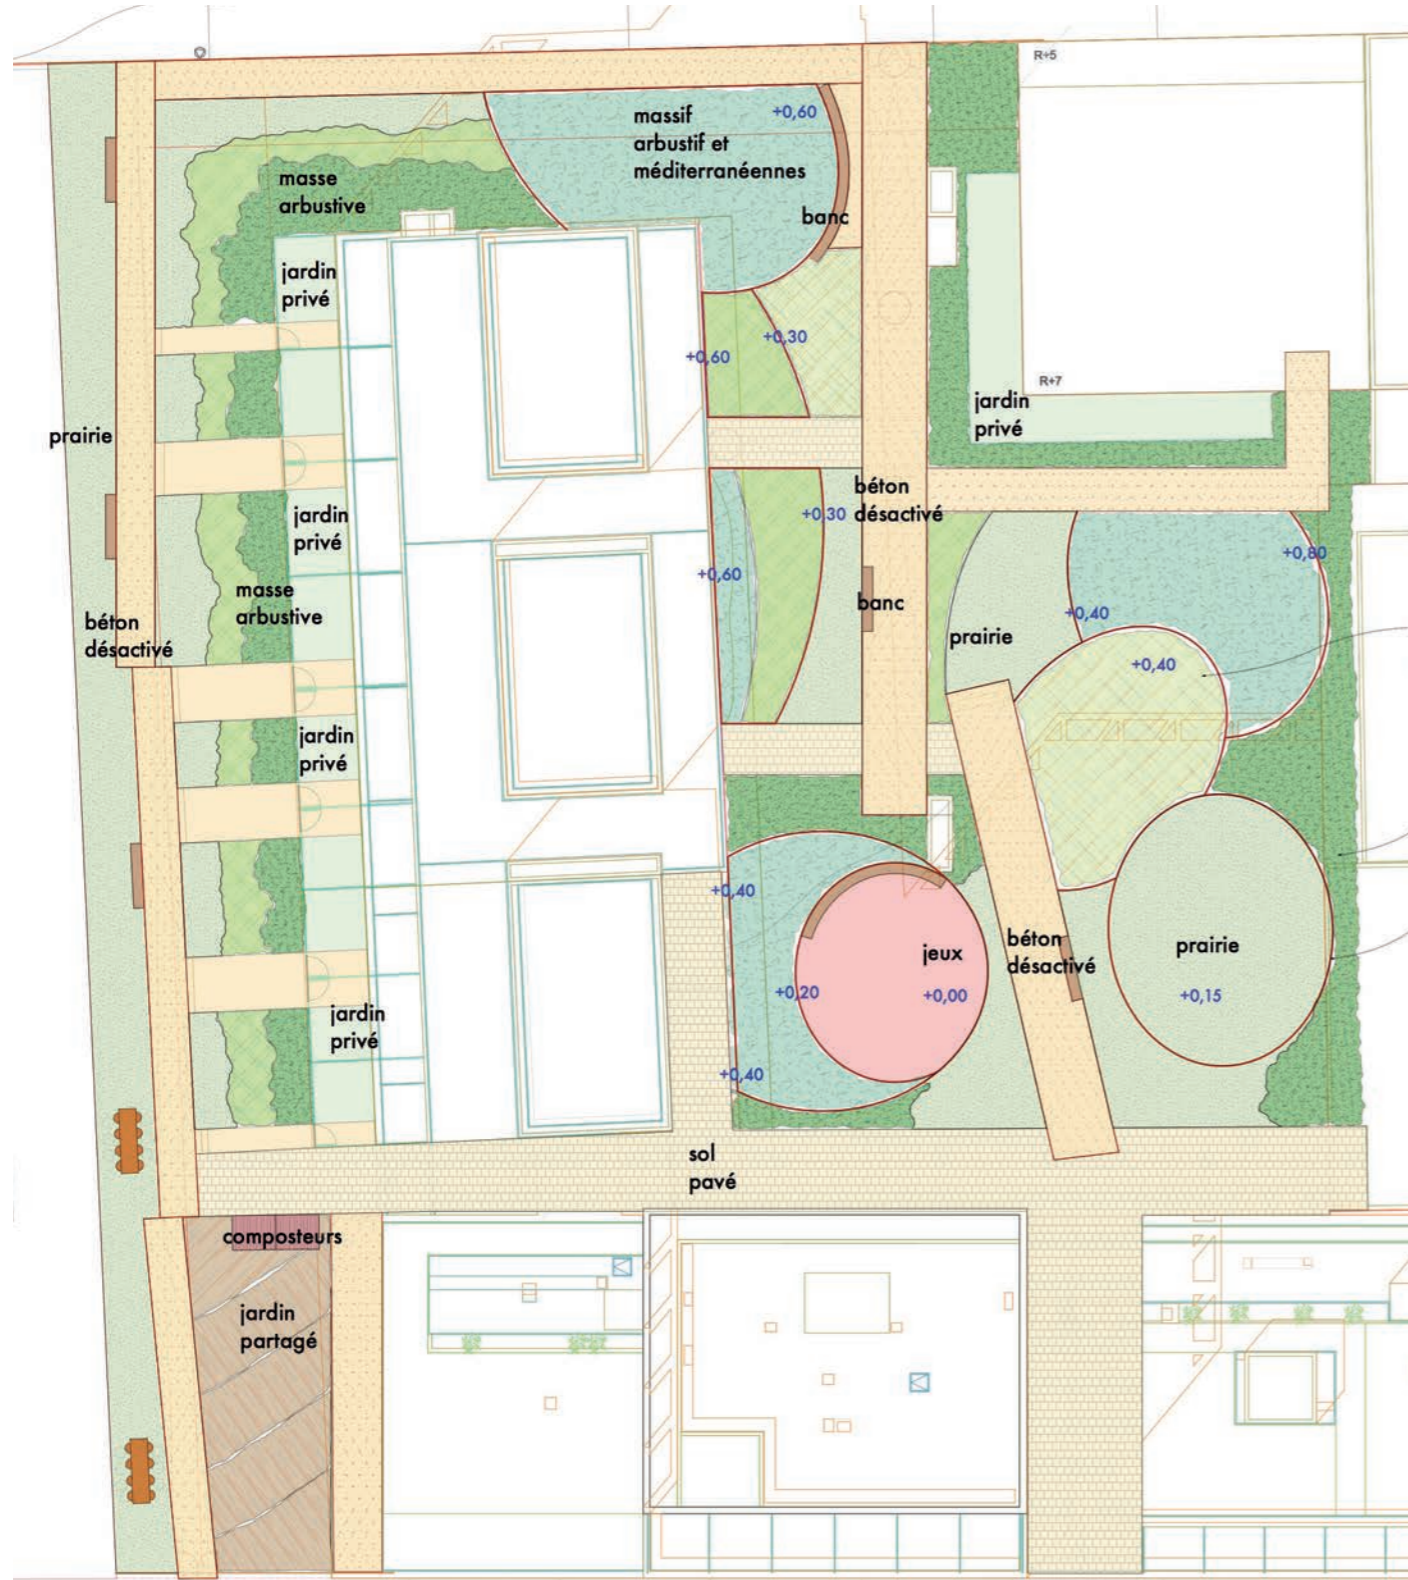 R+5
massif
arbustif et
méditerranéennes
+0,60
masse
arbustive
banc
jardin
privé
+0,30
+0,60
R+7
jardin
privé
prairie
béton
désactivé
+0,30
jardin
privé
+0,80
+0,60
masse
arbustive
banc
+0,40
béton
désactivé
prairie
+0,40
jardin
privé
+0,40
jeux
+0,00
béton
désactivé
prairie
+0,15
+0,20
jardin
privé
+0,40
sol
pavé
composteurs
jardin
partagé